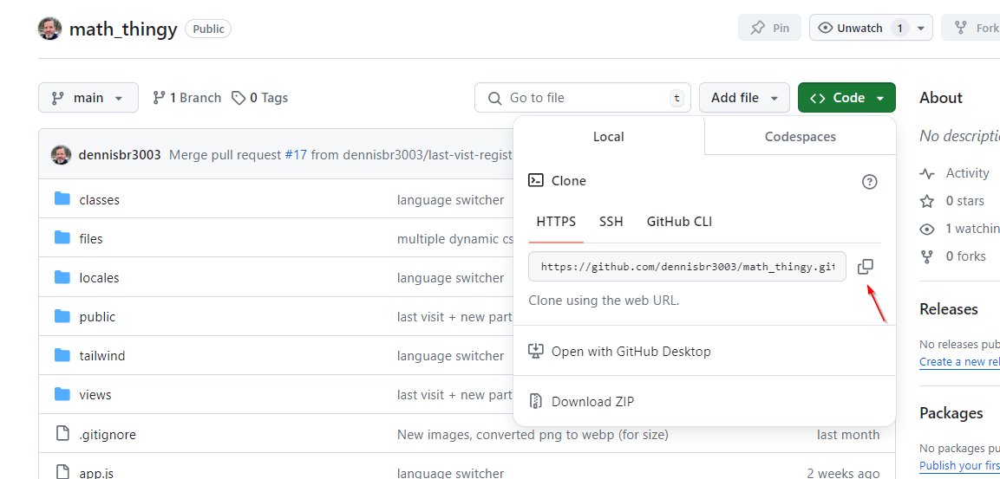 math_thingy Public Pin Unwatch 1 Fork
main 1 Branch 0 Tags Go to file t Add file Code
About
Local Codespaces
No descripti
dennisbr3003 Merge pull request #17 from dennisbr3003/last-vist-regist
Clone
Activity
classes language switcher
0 stars
HTTPS SSH GitHub CLI
1 watchin
files multiple dynamic cs
0 forks
https://github.com/dennisbr3003/math_thingy.git
locales language switcher
Clone using the web URL.
Releases
public last visit + new part
No releases pub
Open with GitHub Desktop
tailwind language switcher
Create a new rel
views last visit + new part
Download ZIP
Packages
.gitignore New images, converted png to webp (for size) last month
No packages pu
Publish your firs
app.js language switcher 2 weeks ago